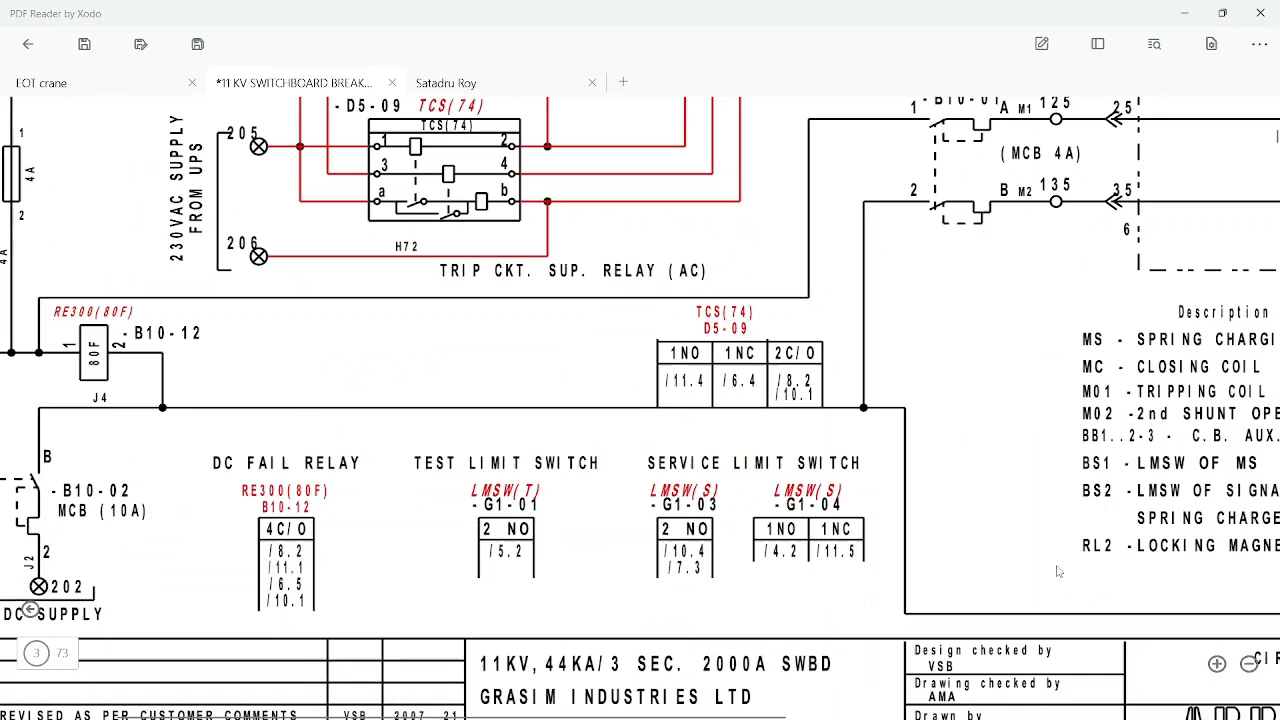 PDF Reader by Xodo
EOT crane
*11 KV SWITCHBOARD BREAK...
Satadru Roy
- D5-09 TCS(74)
TCS(74)
1 2
3 4
a b
230VAC SUPPLY
FROM UPS
205
206
H72
TRIP CKT. SUP. RELAY (AC)
1
4A
2
4A
-B10-01
1 A M1 125 25
(MCB 4A)
2 B M2 135 35
6
RE300(80F)
- B10-12
1 80F 2
J4
TCS(74)
D5-09
1NO 1NC 2C/O
/11.4 /6.4 /8.2
/10.1
Description
MS - SPRING CHARGI
MC - CLOSING COIL
M01 - TRIPPING COIL
M02 -2nd SHUNT OPE
BB1..2-3 - C.B. AUX.
BS1 - LMSW OF MS
BS2 - LMSW OF SIGNA
SPRING CHARGE
RL2 -LOCKING MAGNE
B
- B10-02
MCB (10A)
2
J2
202
DC SUPPLY
DC FAIL RELAY
RE300(80F)
B10-12
4C/O
/8.2
/11.1
/6.5
/10.1
TEST LIMIT SWITCH
LMSW(T)
- G1-01
2 NO
/5.2
SERVICE LIMIT SWITCH
LMSW(S) LMSW(S)
- G1-03 - G1-04
2 NO 1NO 1NC
/10.4 /4.2 /11.5
/7.3
3 73
11KV,44KA/3 SEC. 2000A SWBD
GRASIM INDUSTRIES LTD
Design checked by
VSB
Drawing checked by
AMA
Drawn by
REVISED AS PER CUSTOMER COMMENTS VSB 2007 21